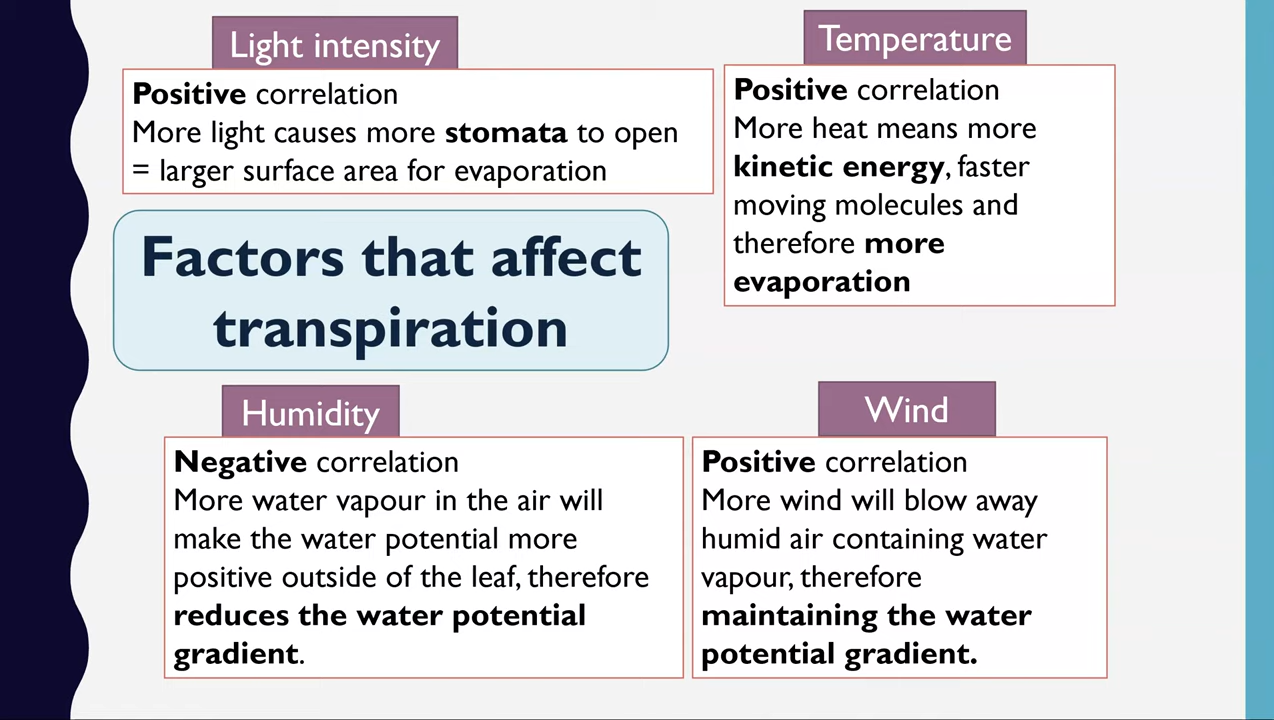 Light intensity
Positive correlation
More light causes more stomata to open
= larger surface area for evaporation
Temperature
Positive correlation
More heat means more
kinetic energy, faster
moving molecules and
therefore more
evaporation
Factors that affect
transpiration
Humidity
Negative correlation
More water vapour in the air will
make the water potential more
positive outside of the leaf, therefore
reduces the water potential
gradient.
Wind
Positive correlation
More wind will blow away
humid air containing water
vapour, therefore
maintaining the water
potential gradient.